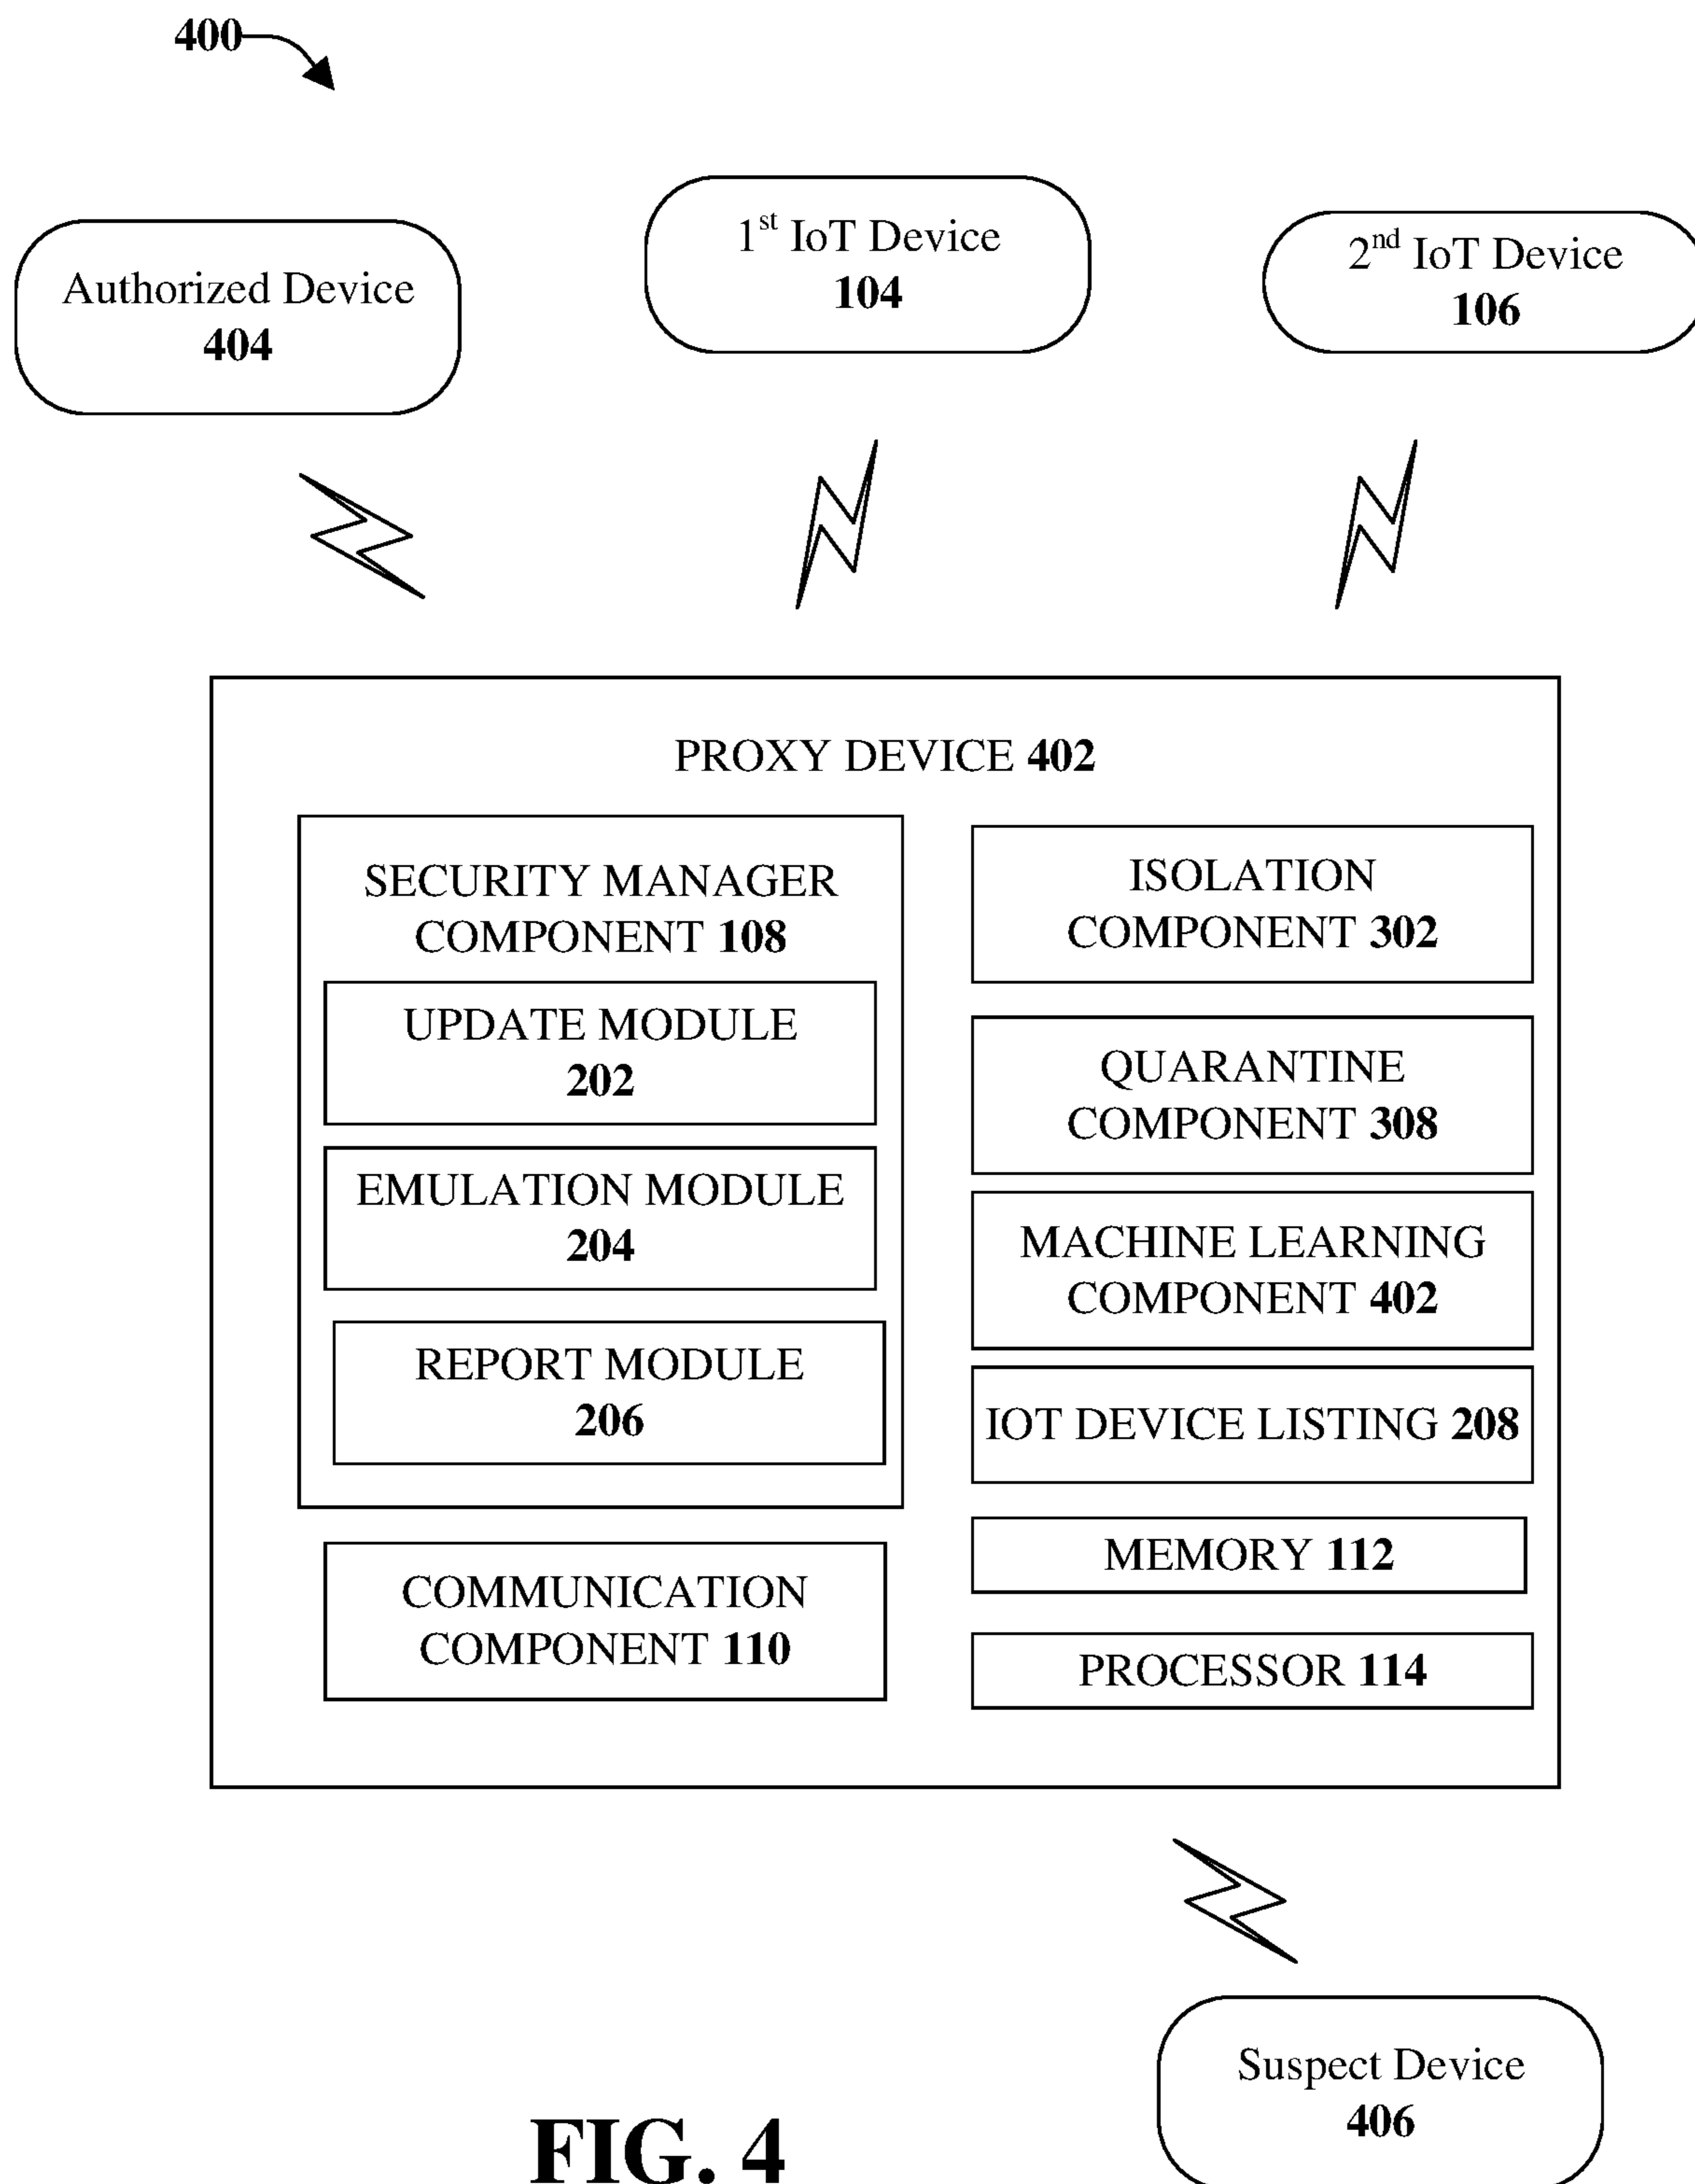 400
Authorized Device
404
1st IoT Device
104
2nd IoT Device
106
PROXY DEVICE 402
SECURITY MANAGER
COMPONENT 108
UPDATE MODULE
202
EMULATION MODULE
204
REPORT MODULE
206
COMMUNICATION
COMPONENT 110
ISOLATION
COMPONENT 302
QUARANTINE
COMPONENT 308
MACHINE LEARNING
COMPONENT 402
IOT DEVICE LISTING 208
MEMORY 112
PROCESSOR 114
Suspect Device
406
FIG. 4